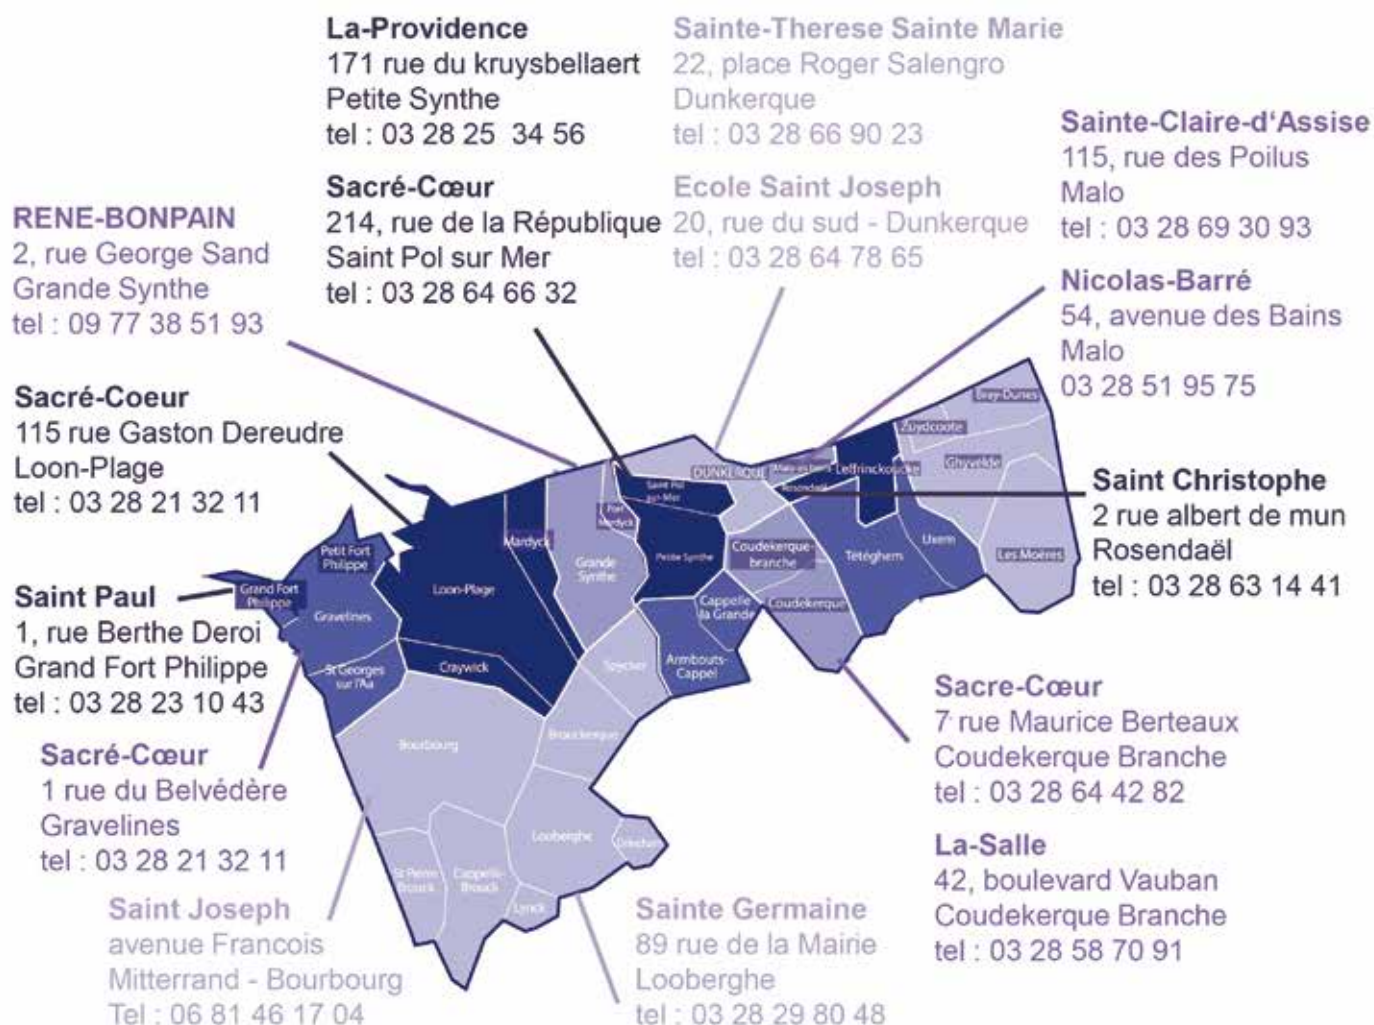 La-Providence
171 rue du kruysbellaert
Petite Synthe
tel : 03 28 25 34 56
Sainte-Therese Sainte Marie
22, place Roger Salengro
Dunkerque
tel : 03 28 66 90 23
Sainte-Claire-d'Assise
115, rue des Poilus
Malo
tel : 03 28 69 30 93
Sacré-Cœur
214, rue de la République
Saint Pol sur Mer
tel : 03 28 64 66 32
Ecole Saint Joseph
20, rue du sud - Dunkerque
tel : 03 28 64 78 65
RENE-BONPAIN
2, rue George Sand
Grande Synthe
tel : 09 77 38 51 93
Nicolas-Barré
54, avenue des Bains
Malo
03 28 51 95 75
Sacré-Coeur
115 rue Gaston Dereudre
Loon-Plage
tel : 03 28 21 32 11
Saint Christophe
2 rue albert de mun
Rosendaël
tel : 03 28 63 14 41
Saint Paul
1, rue Berthe Deroi
Grand Fort Philippe
tel : 03 28 23 10 43
Sacré-Cœur
1 rue du Belvédère
Gravelines
tel : 03 28 21 32 11
Sacre-Cœur
7 rue Maurice Berteaux
Coudekerque Branche
tel : 03 28 64 42 82
La-Salle
42, boulevard Vauban
Coudekerque Branche
tel : 03 28 58 70 91
Saint Joseph
avenue Francois
Mitterrand - Bourbourg
Tel : 06 81 46 17 04
Sainte Germaine
89 rue de la Mairie
Looberghe
tel : 03 28 29 80 48
Bray-Dunes
Zuydcoote
Ghyvelde
Les Moëres
Leffrinckoucke
Rosendaël
DUNKERQUE
Saint Pol
sur-Mer
Fort
Mardyck
Mardyck
Petite Synthe
Grande
Synthe
Coudekerque-
branche
Coudekerque
Téteghem
Uxem
Cappelle
la Grande
Armbouts-
Cappel
Spycker
Loon-Plage
Craywick
Petit Fort
Philippe
Grand Fort
Philippe
Gravelines
St Georges
sur l'Aa
Bourbourg
Brouckerque
Looberghe
Drincham
St Pierre
Brouck
Cappelle-
Brouck
Lynck